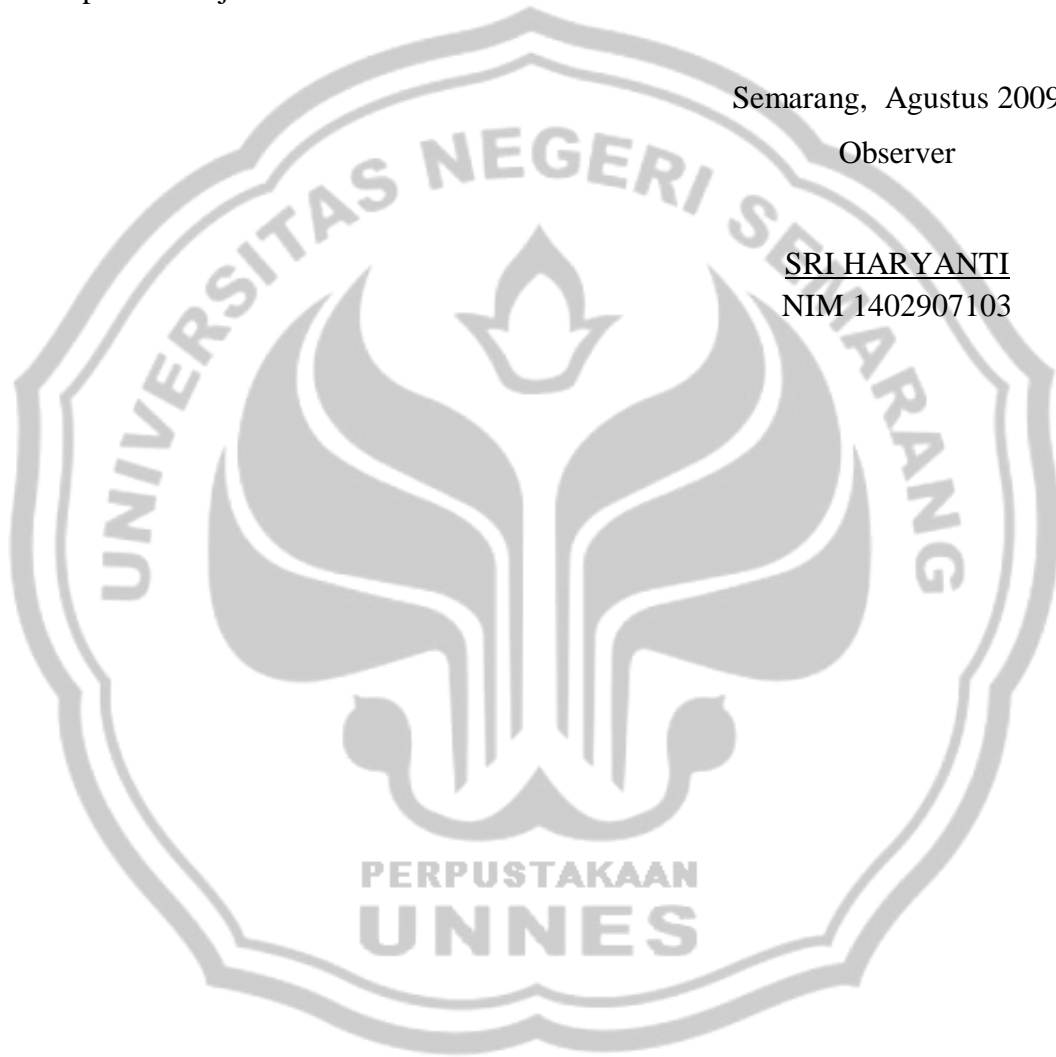 Semarang, Agustus 2009
Observer
SRI HARYANTI
NIM 1402907103
UNIVERSITAS NEGERI SEMARANG
PERPUSTAKAAN
UNNES